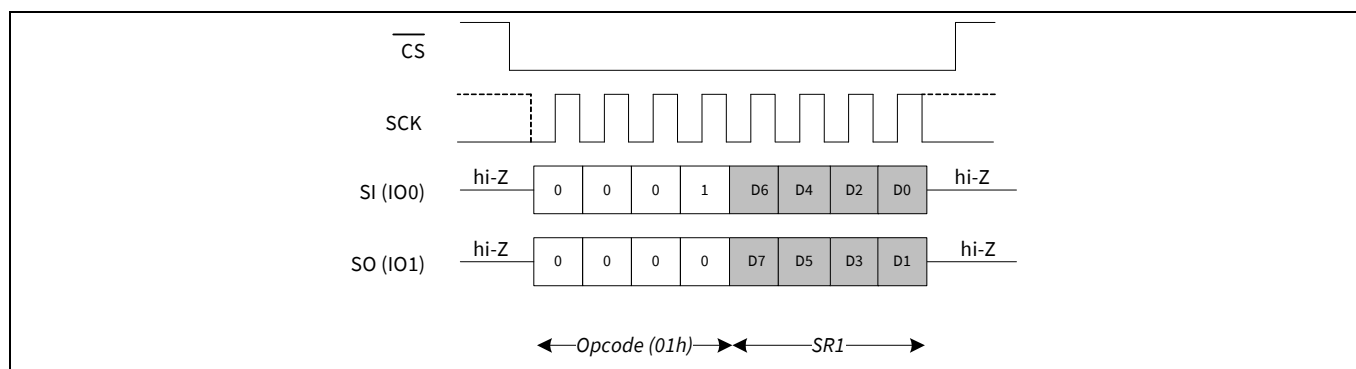 CS
SCK
hi-Z hi-Z
SI (IO0) 0 0 0 1 D6 D4 D2 D0
hi-Z hi-Z
SO (IO1) 0 0 0 0 D7 D5 D3 D1
Opcode (01h) SR1